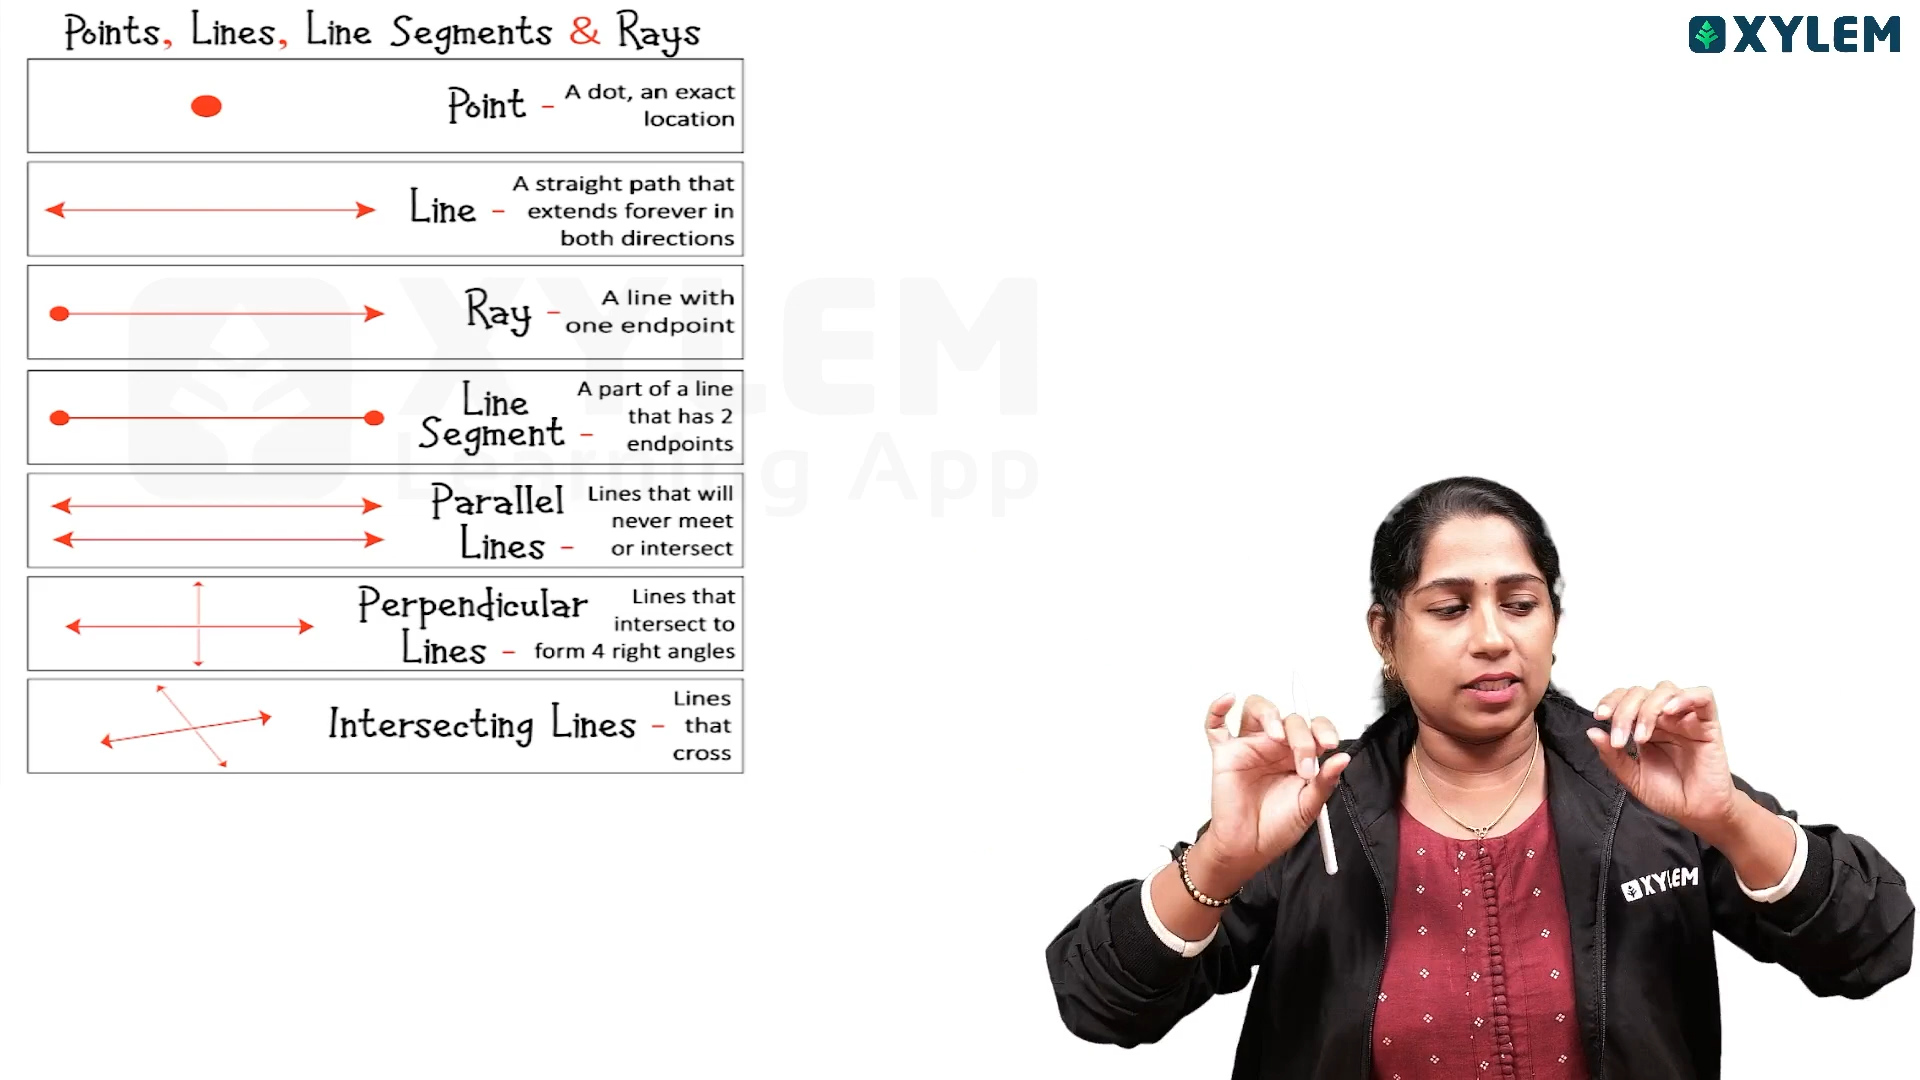 Points, Lines, Line Segments & Rays
XYLEM
Point - A dot, an exact
location
Line - A straight path that
extends forever in
both directions
Ray - A line with
one endpoint
Line
Segment - A part of a line
that has 2
endpoints
Parallel
Lines - Lines that will
never meet
or intersect
Perpendicular
Lines - Lines that
intersect to
form 4 right angles
Intersecting Lines - Lines
that
cross
XYLEM
Learning App
XYLEM